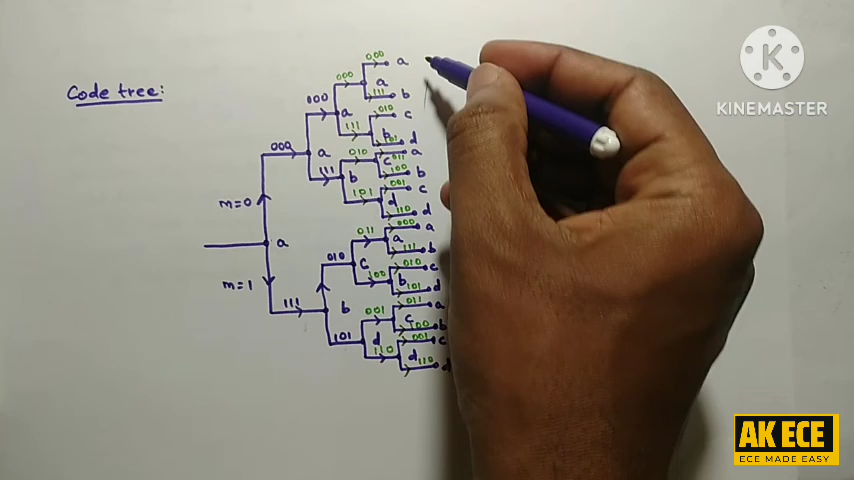 Code tree:
000 a
000 a
111 b
000 a
010 c
111 b
101 d
000 a
010 c
011 a
111 b
100 b
101 d
001 c
110 d
m=0
a
m=1
011 a
000 a
010 c
111 b
100 b
010 c
101 d
111 b
001 c
011 a
101 d
100 b
110 d
001 c
110 d
KINEMASTER
AK ECE
ECE MADE EASY